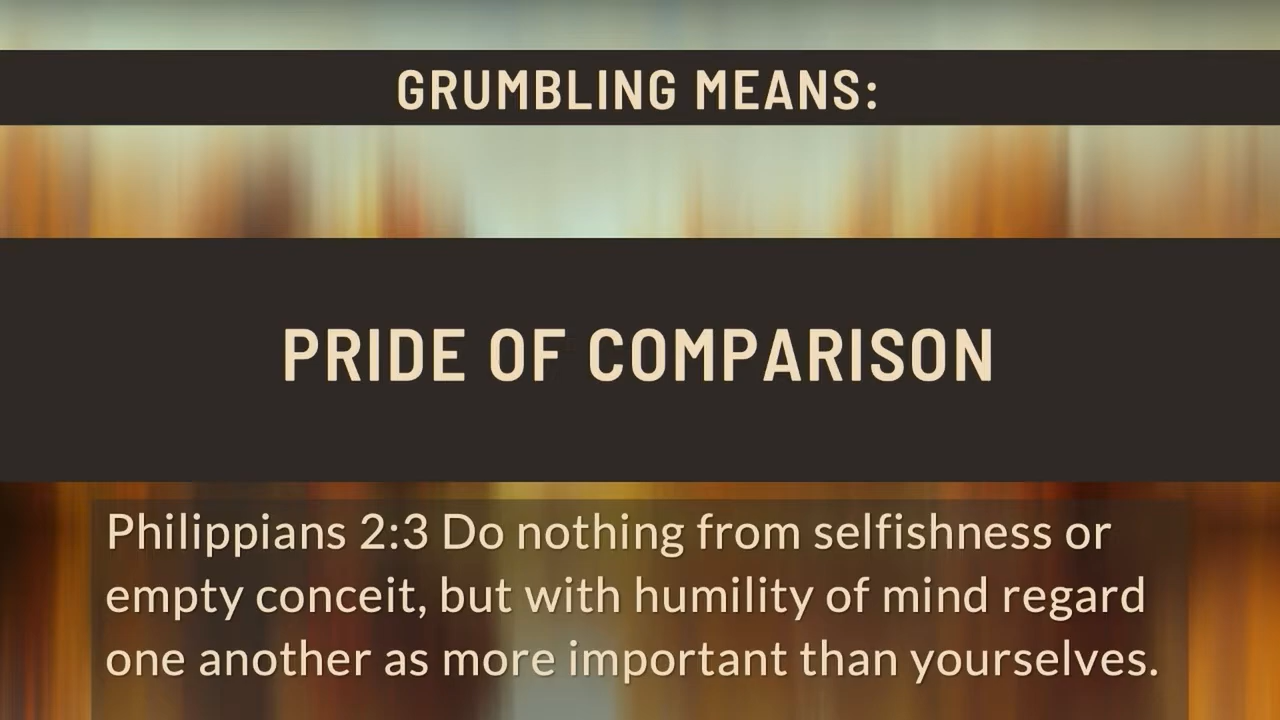 GRUMBLING MEANS:
PRIDE OF COMPARISON
Philippians 2:3 Do nothing from selfishness or
empty conceit, but with humility of mind regard
one another as more important than yourselves.